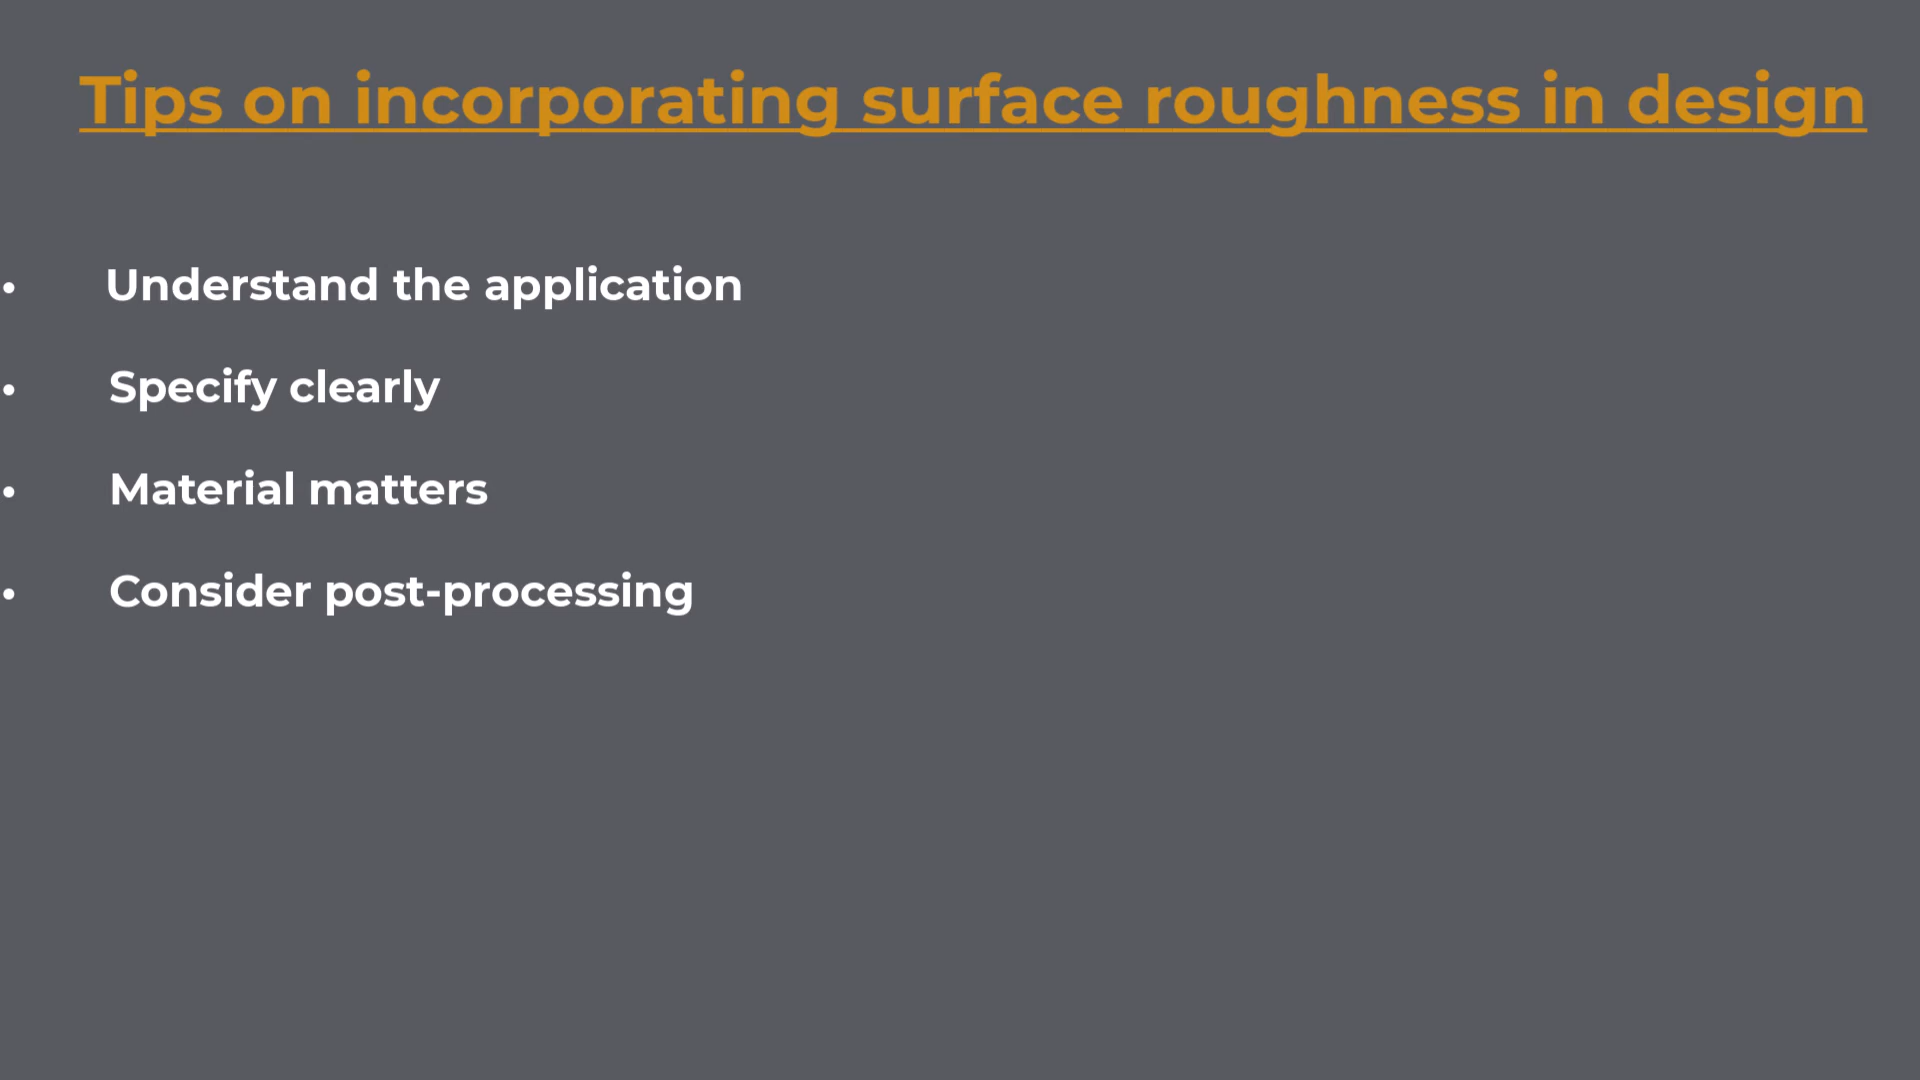 Tips on incorporating surface roughness in design
• Understand the application
• Specify clearly
• Material matters
• Consider post-processing